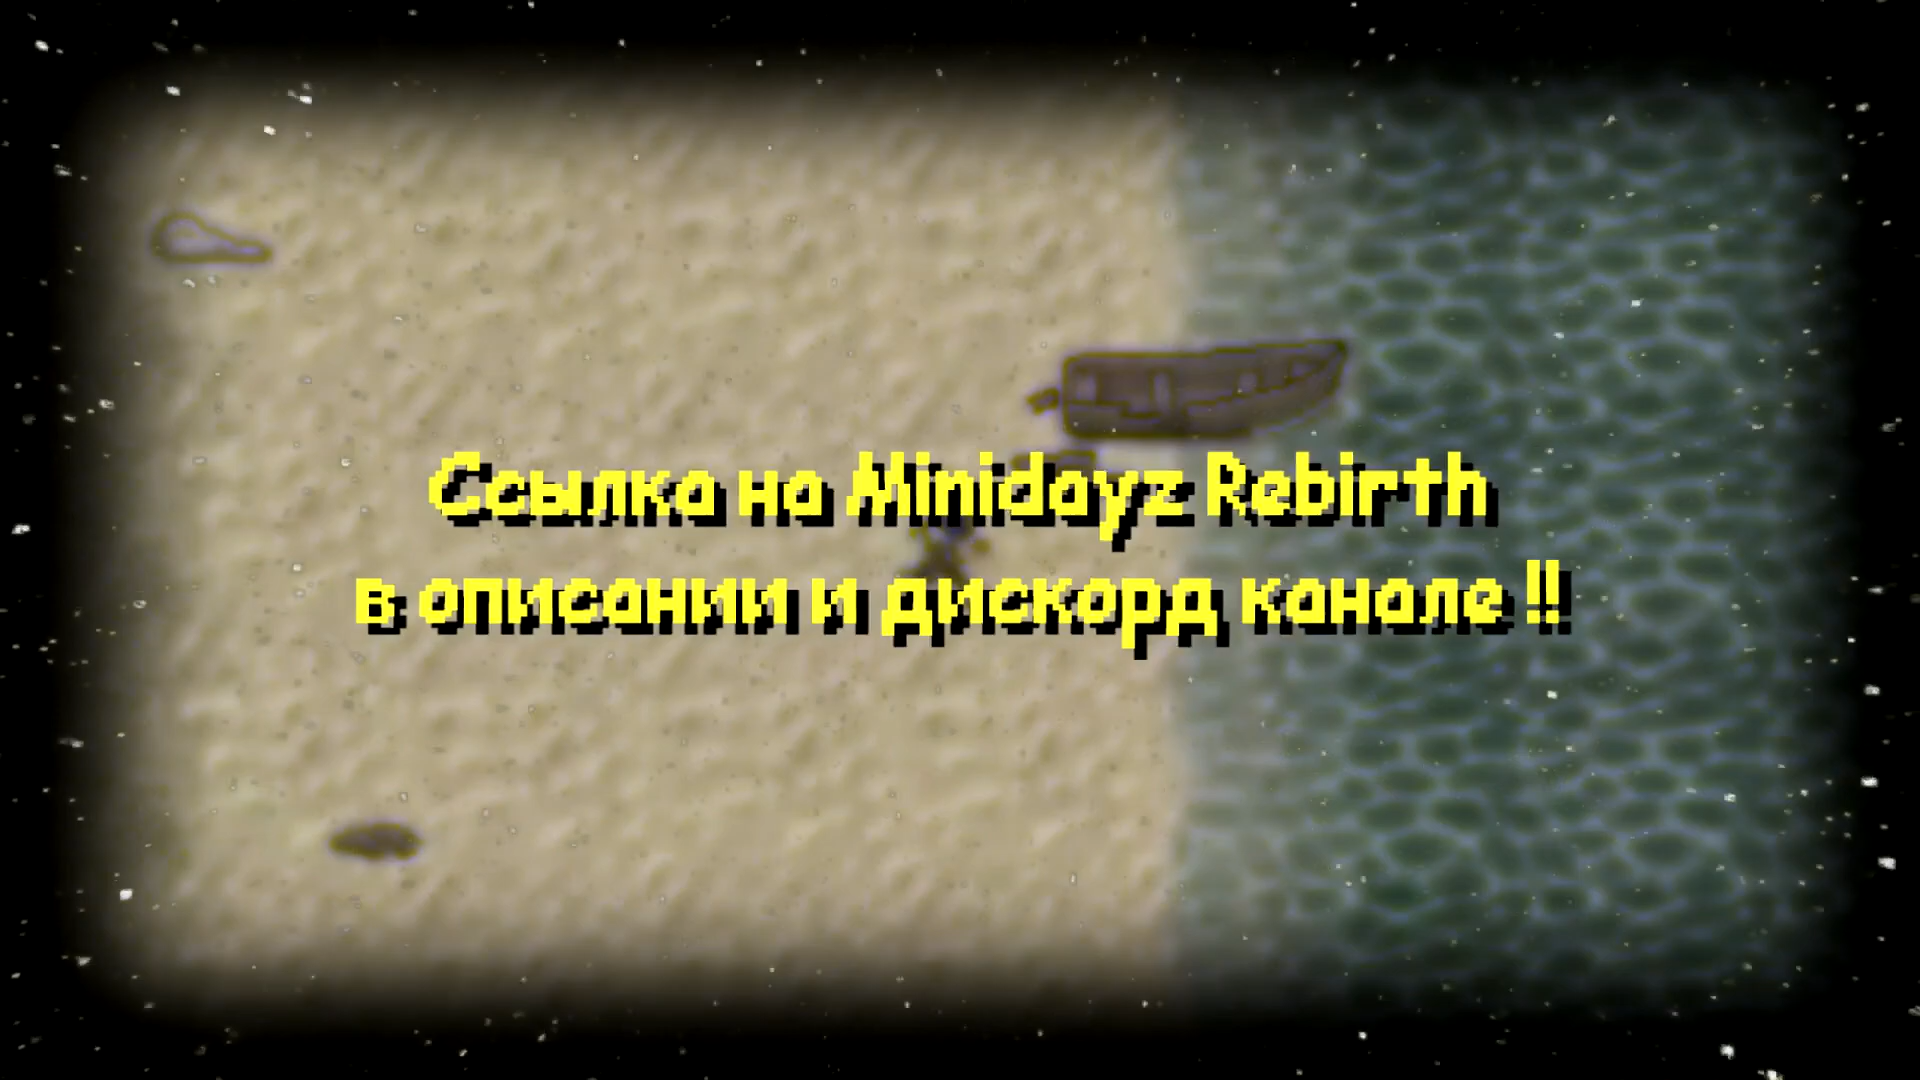 Ссылка на Minidayz Rebirth
в описании и дискорд канале !!